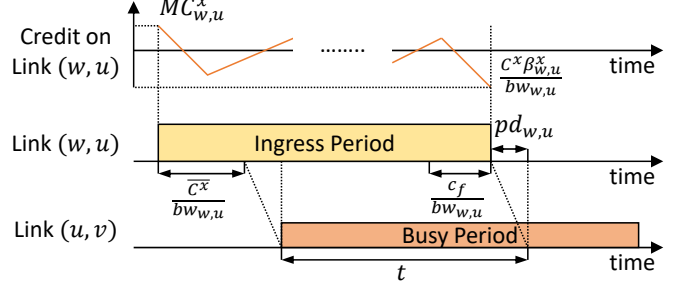 MC^x_{w,u}
Credit on
Link (w, u)
........
C^x β^x_{w,u}
bw_{w,u}
time
Link (w, u)
Ingress Period
pd_{w,u}
time
\overline{C^x}
bw_{w,u}
c_f
bw_{w,u}
Link (u, v)
Busy Period
time
t